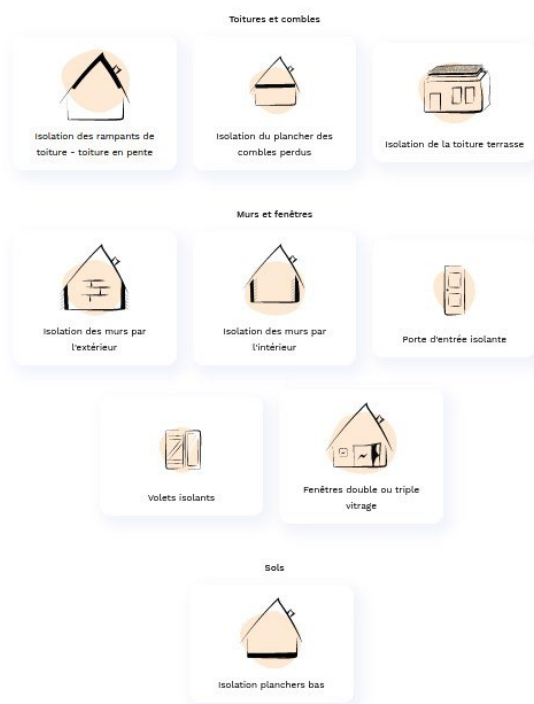 Toitures et combles
Isolation des rampants de
toiture - toiture en pente
Isolation du plancher des
combles perdus
Isolation de la toiture terrasse
Murs et fenêtres
Isolation des murs par
l'extérieur
Isolation des murs par
l'intérieur
Porte d'entrée isolante
Volets isolants
Fenêtres double ou triple
vitrage
Sols
Isolation planchers bas